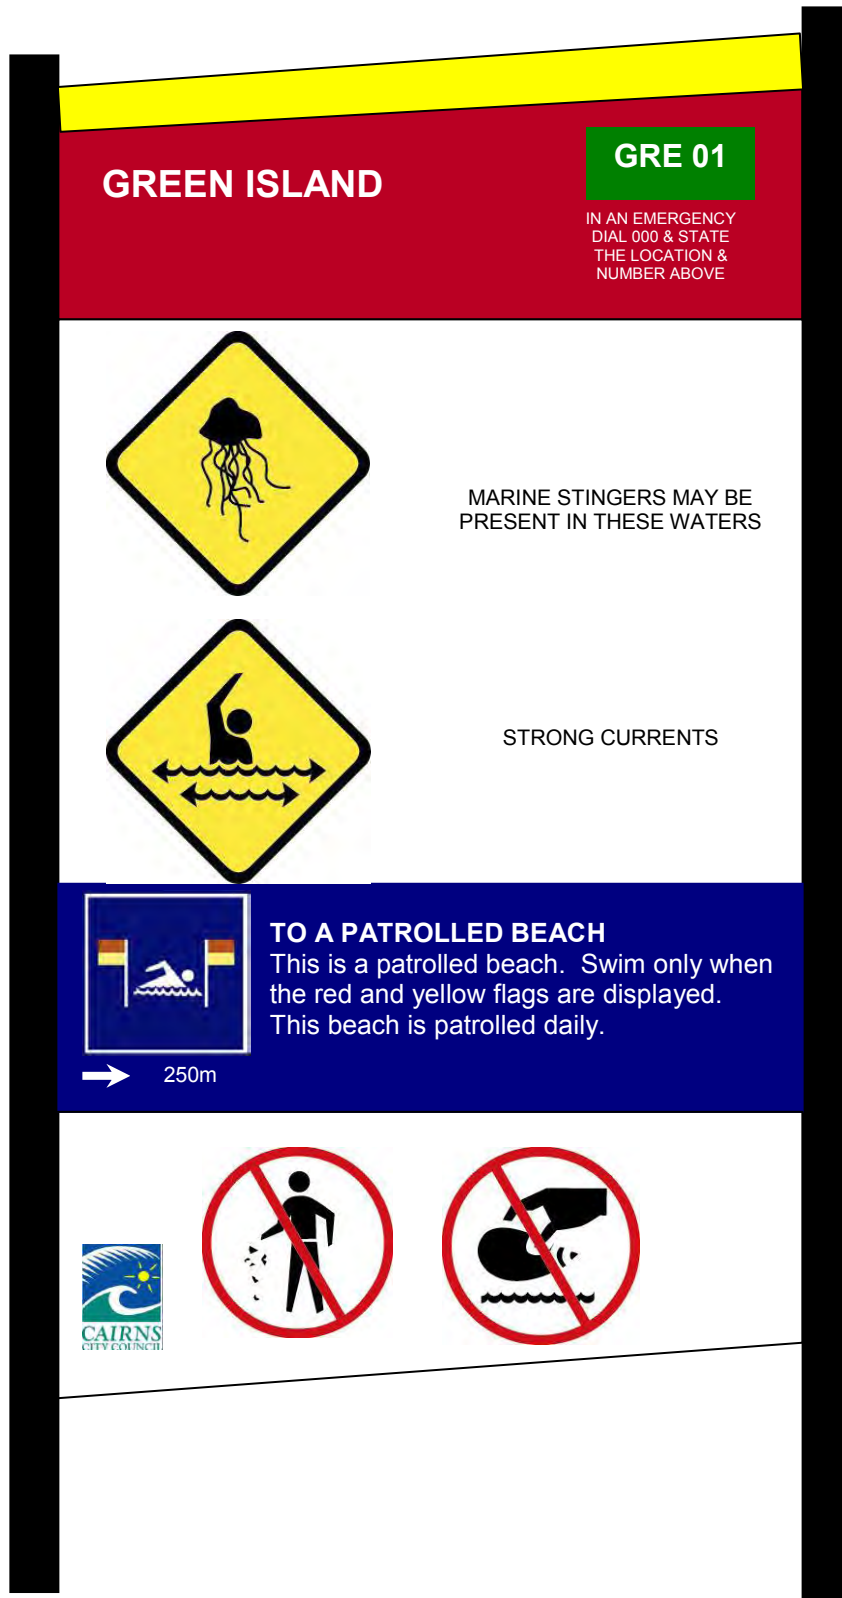 GREEN ISLAND
GRE 01
IN AN EMERGENCY
DIAL 000 & STATE
THE LOCATION &
NUMBER ABOVE
MARINE STINGERS MAY BE
PRESENT IN THESE WATERS
STRONG CURRENTS
TO A PATROLLED BEACH
This is a patrolled beach.  Swim only when
the red and yellow flags are displayed.
This beach is patrolled daily.
250m
CAIRNS
CITY COUNCIL